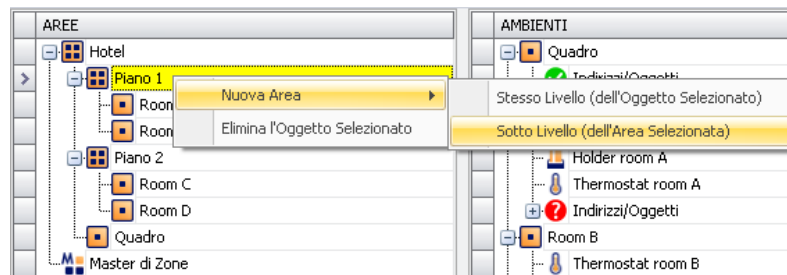 AREE
Hotel
Piano 1
Room
Room
Piano 2
Room C
Room D
Quadro
Master di Zone
Nuova Area
Elimina l'Oggetto Selezionato
Stesso Livello (dell'Oggetto Selezionato)
Sotto Livello (dell'Area Selezionata)
AMBIENTI
Quadro
Indirizzi/Oggetti
Holder room A
Thermostat room A
Indirizzi/Oggetti
Room B
Thermostat room B